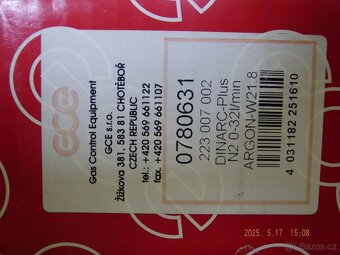 GCE
Gas Control Equipment
GCE s.r.o.
Žižkova 381, 583 81 CHOTĚBOŘ
CZECH REPUBLIC
tel.: +420 569 661122
fax.: +420 569 661107
0780631
223 007 002
DINARC-Plus
N2 0-32l/min
ARGON-W21.8
4 031182 251610
2025. 5.17 15:08
Sbazos.cz